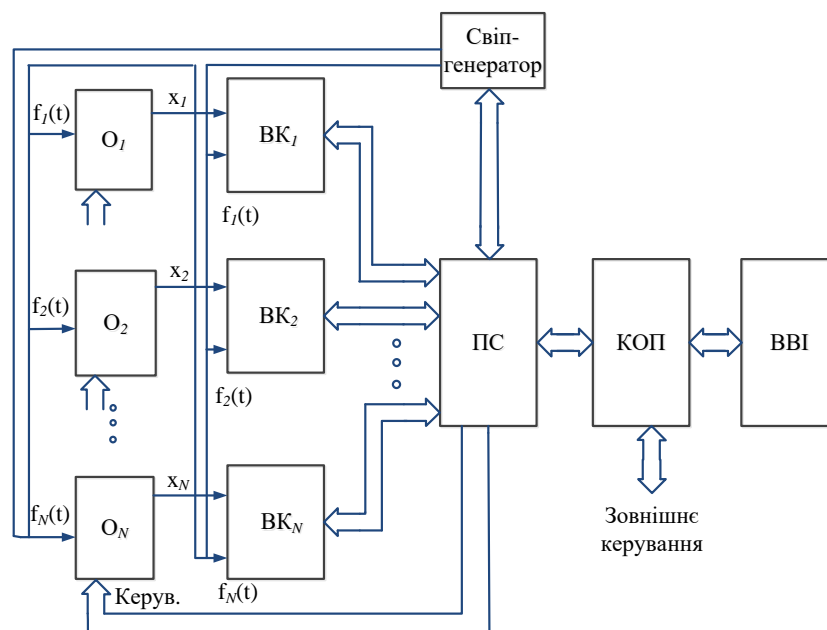 Свіп-
генератор
f1(t)
O1
x1
ВК1
f1(t)
f2(t)
O2
x2
ВК2
f2(t)
ПС
КОП
ВВІ
fN(t)
ON
xN
ВКN
fN(t)
Керув.
Зовнішнє
керування